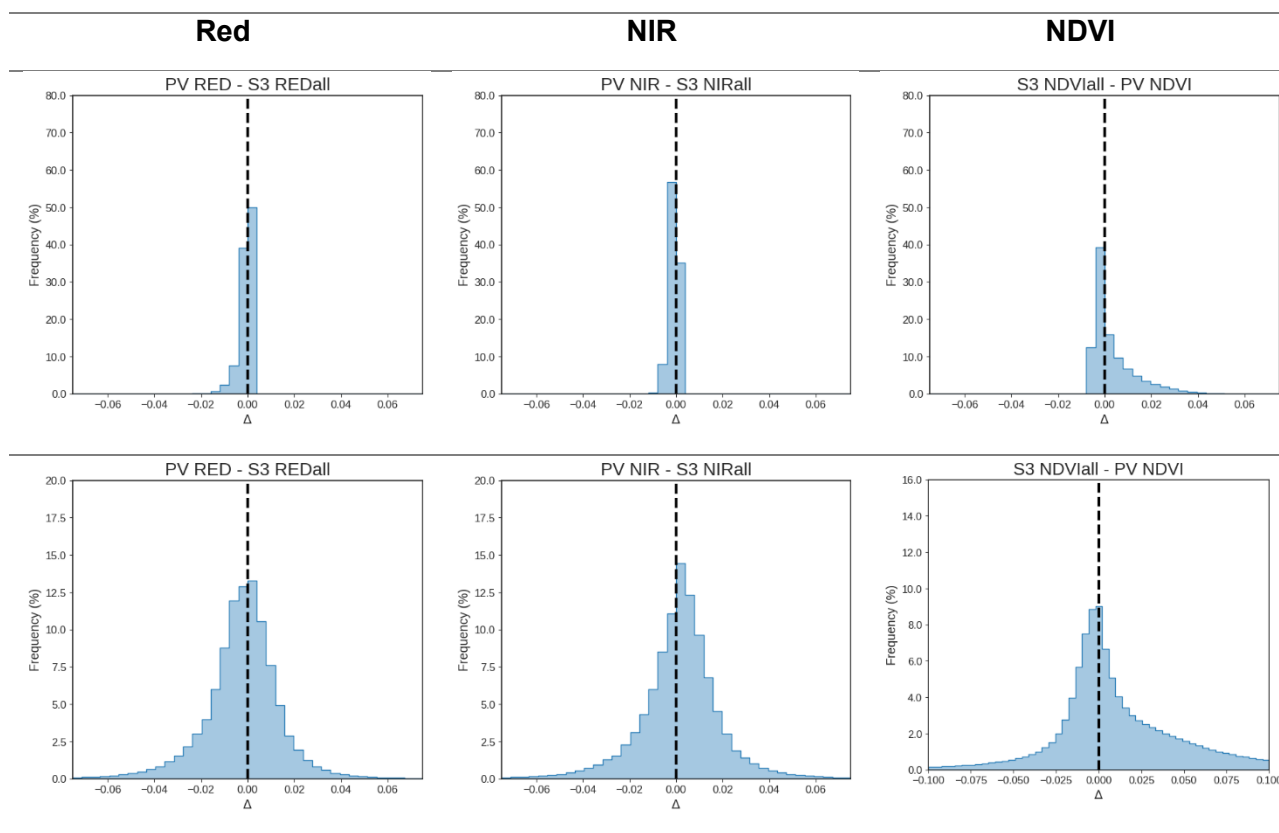 Red NIR NDVI
PV RED - S3 REDall
80.0
70.0
60.0
50.0
40.0
30.0
20.0
10.0
0.0
Frequency (%)
−0.06 −0.04 −0.02 0.00 0.02 0.04 0.06
Δ
PV NIR - S3 NIRall
80.0
70.0
60.0
50.0
40.0
30.0
20.0
10.0
0.0
Frequency (%)
−0.06 −0.04 −0.02 0.00 0.02 0.04 0.06
Δ
S3 NDVIall - PV NDVI
80.0
70.0
60.0
50.0
40.0
30.0
20.0
10.0
0.0
Frequency (%)
−0.06 −0.04 −0.02 0.00 0.02 0.04 0.06
Δ
PV RED - S3 REDall
20.0
17.5
15.0
12.5
10.0
7.5
5.0
2.5
0.0
Frequency (%)
−0.06 −0.04 −0.02 0.00 0.02 0.04 0.06
Δ
PV NIR - S3 NIRall
20.0
17.5
15.0
12.5
10.0
7.5
5.0
2.5
0.0
Frequency (%)
−0.06 −0.04 −0.02 0.00 0.02 0.04 0.06
Δ
S3 NDVIall - PV NDVI
16.0
14.0
12.0
10.0
8.0
6.0
4.0
2.0
0.0
Frequency (%)
−0.100 −0.075 −0.050 −0.025 0.000 0.025 0.050 0.075 0.100
Δ